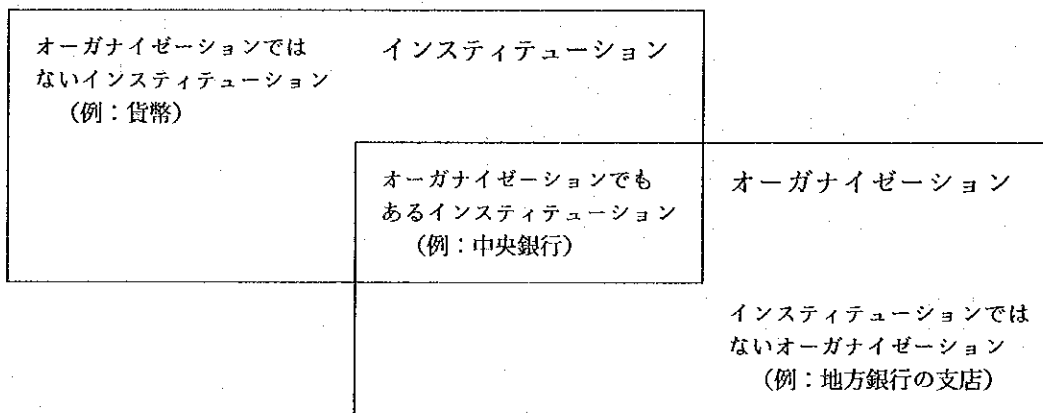 オーガナイゼーションでは
ないインスティテューション
(例：貨幣)
インスティテューション
オーガナイゼーションでも
あるインスティテューション
(例：中央銀行)
オーガナイゼーション
インスティテューションでは
ないオーガナイゼーション
(例：地方銀行の支店)